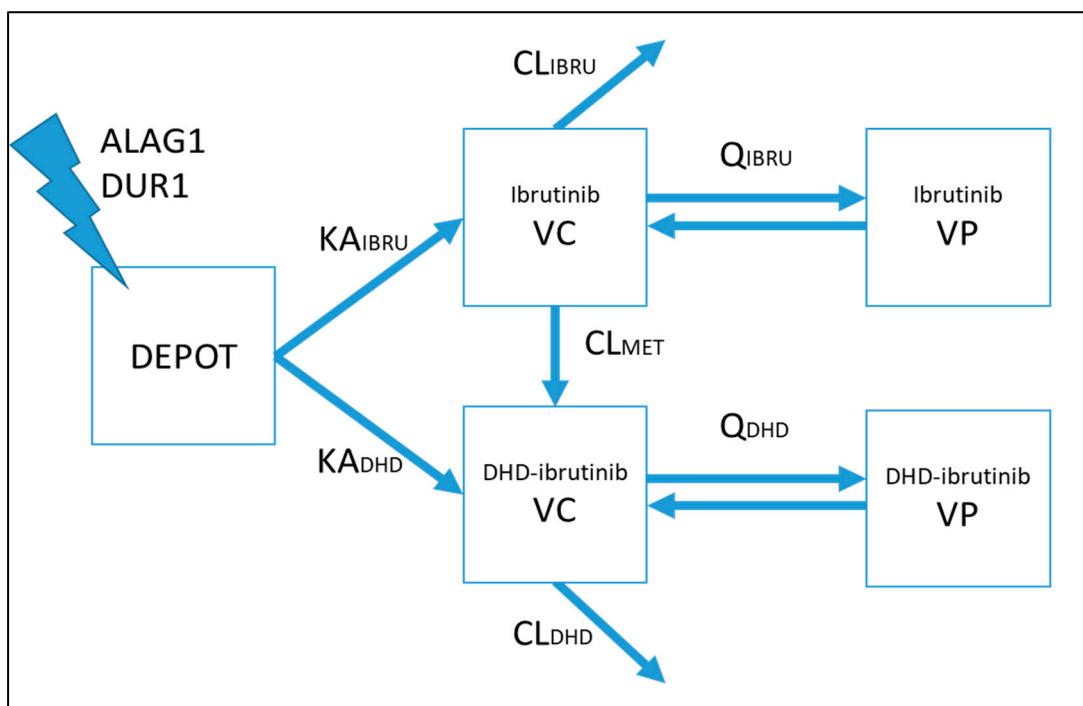 CLIBRU
ALAG1
DUR1
QIBRU
Ibrutinib
VC
Ibrutinib
VP
KAIBRU
DEPOT
CLMET
KADHD
QDHD
DHD-ibrutinib
VC
DHD-ibrutinib
VP
CLDHD